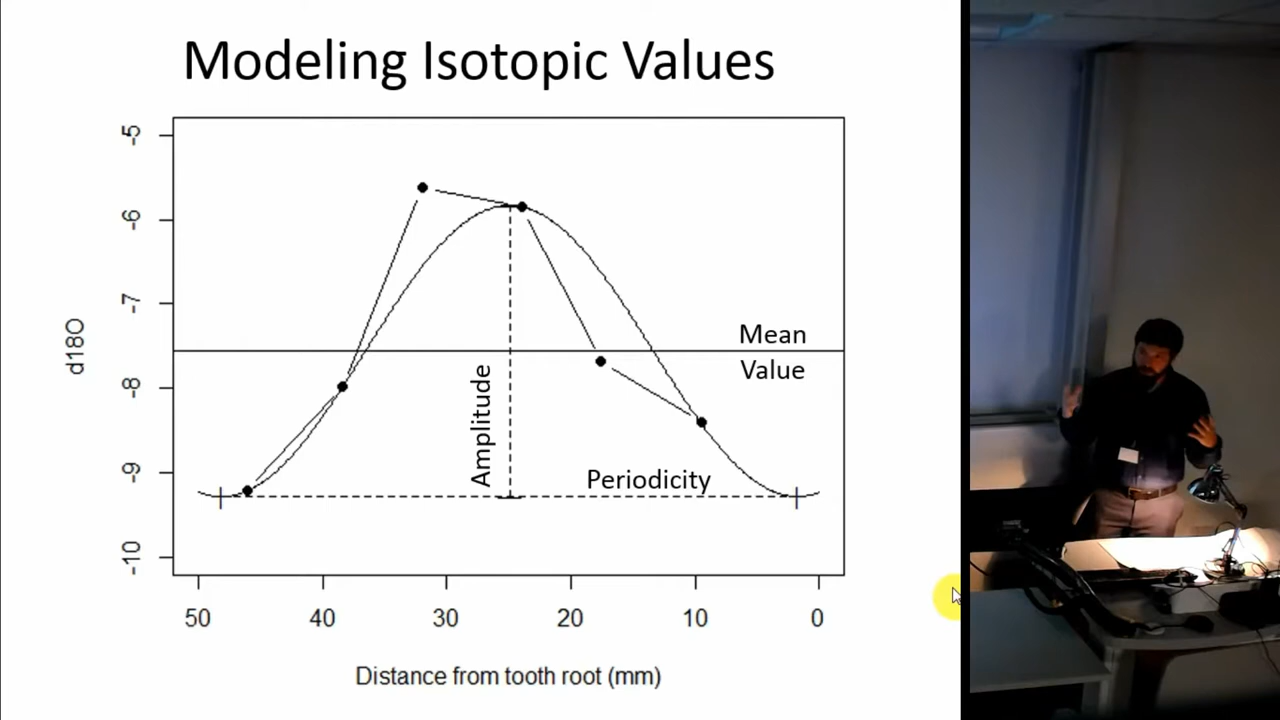 Modeling Isotopic Values
-5
-6
-7
-8
-9
-10
d18O
Mean
Value
Amplitude
Periodicity
50 40 30 20 10 0
Distance from tooth root (mm)